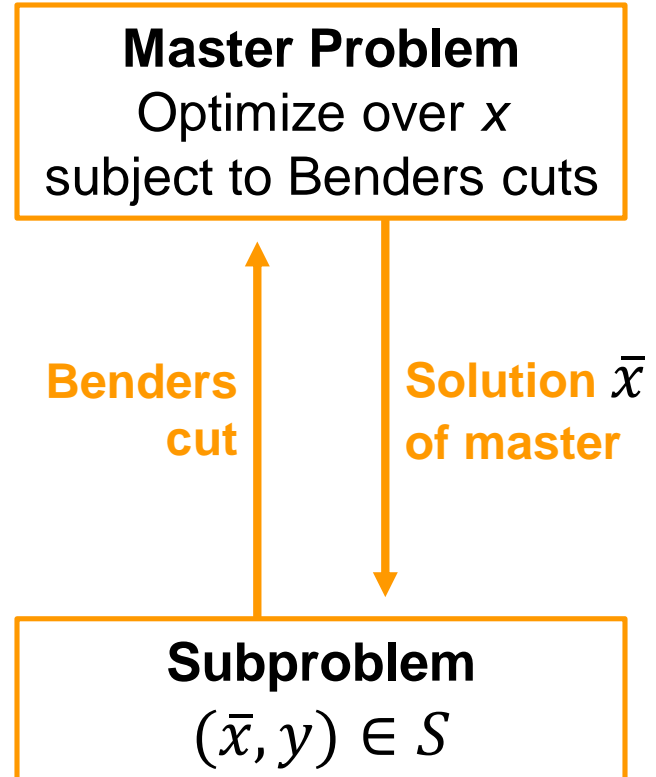 Master Problem
Optimize over x
subject to Benders cuts
Benders
cut
Solution x̄
of master
Subproblem
(x̄, y) ∈ S